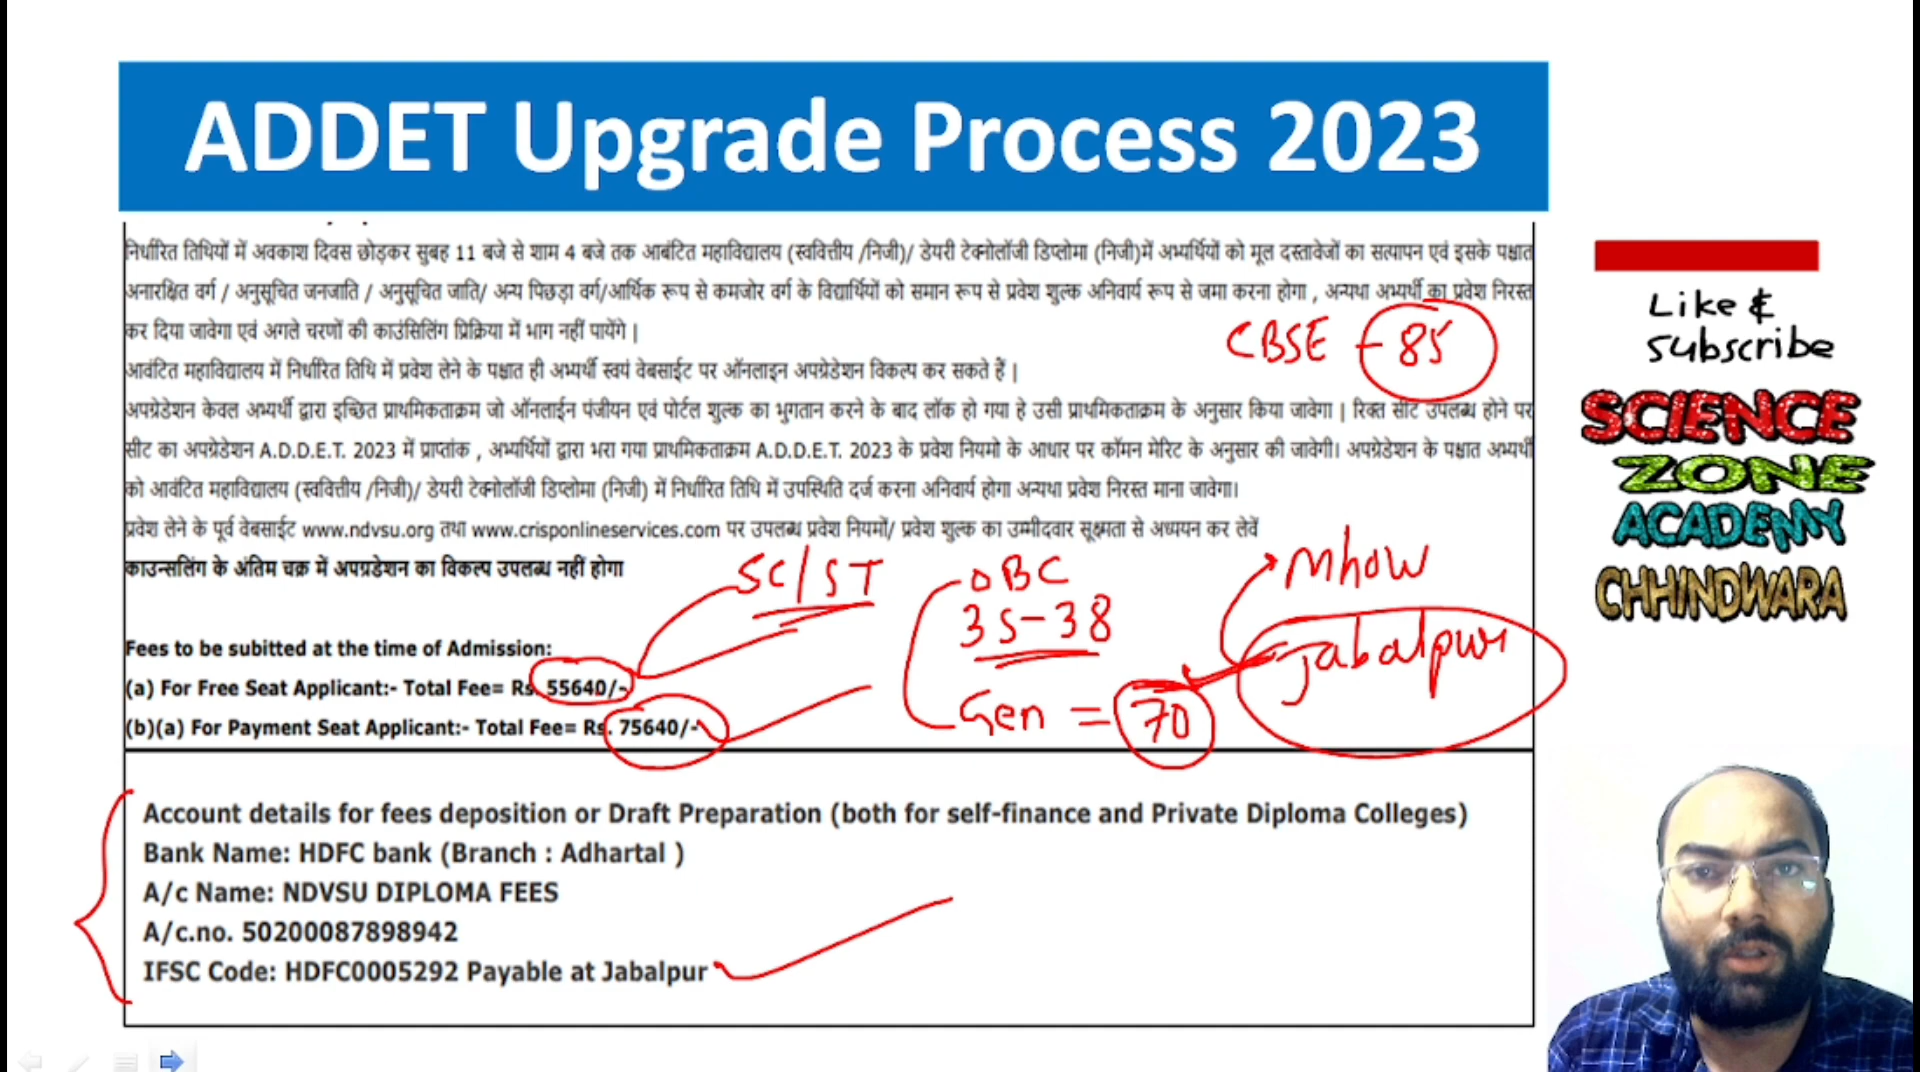 ADDET Upgrade Process 2023
निर्धारित तिथियों में अवकाश दिवस छोड़कर सुबह 11 बजे से शाम 4 बजे तक आबंटित महाविद्यालय (स्ववित्तीय /निजी)/ डेयरी टेक्नोलॉजी डिप्लोमा (निजी)में अभ्यर्थियों को मूल दस्तावेजों का सत्यापन एवं इसके पश्चात
अनारक्षित वर्ग / अनुसूचित जनजाति / अनुसूचित जाति/ अन्य पिछड़ा वर्ग/आर्थिक रूप से कमजोर वर्ग के विद्यार्थियों को समान रूप से प्रवेश शुल्क अनिवार्य रूप से जमा करना होगा , अन्यथा अभ्यर्थी का प्रवेश निरस्त
कर दिया जावेगा एवं अगले चरणों की काउंसिलिंग प्रिक्रिया में भाग नहीं पायेंगे |
आवंटित महाविद्यालय में निर्धारित तिथि में प्रवेश लेने के पश्चात ही अभ्यर्थी स्वयं वेबसाईट पर ऑनलाइन अपग्रेडेशन विकल्प कर सकते हैं |
अपग्रेडेशन केवल अभ्यर्थी द्वारा इच्छित प्राथमिकताक्रम जो ऑनलाईन पंजीयन एवं पोर्टल शुल्क का भुगतान करने के बाद लॉक हो गया हे उसी प्राथमिकताक्रम के अनुसार किया जावेगा | रिक्त सीट उपलब्ध होने पर
सीट का अपग्रेडेशन A.D.D.E.T. 2023 में प्राप्तांक , अभ्यर्थियों द्वारा भरा गया प्राथमिकताक्रम A.D.D.E.T. 2023 के प्रवेश नियमो के आधार पर कॉमन मेरिट के अनुसार की जावेगी। अपग्रेडेशन के पश्चात अभ्यर्थी
को आवंटित महाविद्यालय (स्ववित्तीय /निजी)/ डेयरी टेक्नोलॉजी डिप्लोमा (निजी) में निर्धारित तिथि में उपस्थिति दर्ज करना अनिवार्य होगा अन्यथा प्रवेश निरस्त माना जावेगा।
प्रवेश लेने के पूर्व वेबसाईट www.ndvsu.org तथा www.crisponlineservices.com पर उपलब्ध प्रवेश नियमों/ प्रवेश शुल्क का उम्मीदवार सूक्ष्मता से अध्ययन कर लेवें
काउन्सलिंग के अंतिम चक्र में अपग्रडेशन का विकल्प उपलब्ध नहीं होगा
CBSE - 85
SC/ST
OBC
35-38
Gen = 70
Mhow
Jabalpur
Fees to be subitted at the time of Admission:
(a) For Free Seat Applicant:- Total Fee= Rs. 55640/-
(b)(a) For Payment Seat Applicant:- Total Fee= Rs. 75640/-
Account details for fees deposition or Draft Preparation (both for self-finance and Private Diploma Colleges)
Bank Name: HDFC bank (Branch : Adhartal )
A/c Name: NDVSU DIPLOMA FEES
A/c.no. 50200087898942
IFSC Code: HDFC0005292 Payable at Jabalpur
Like &
Subscribe
SCIENCE
ZONE
ACADEMY
CHHINDWARA